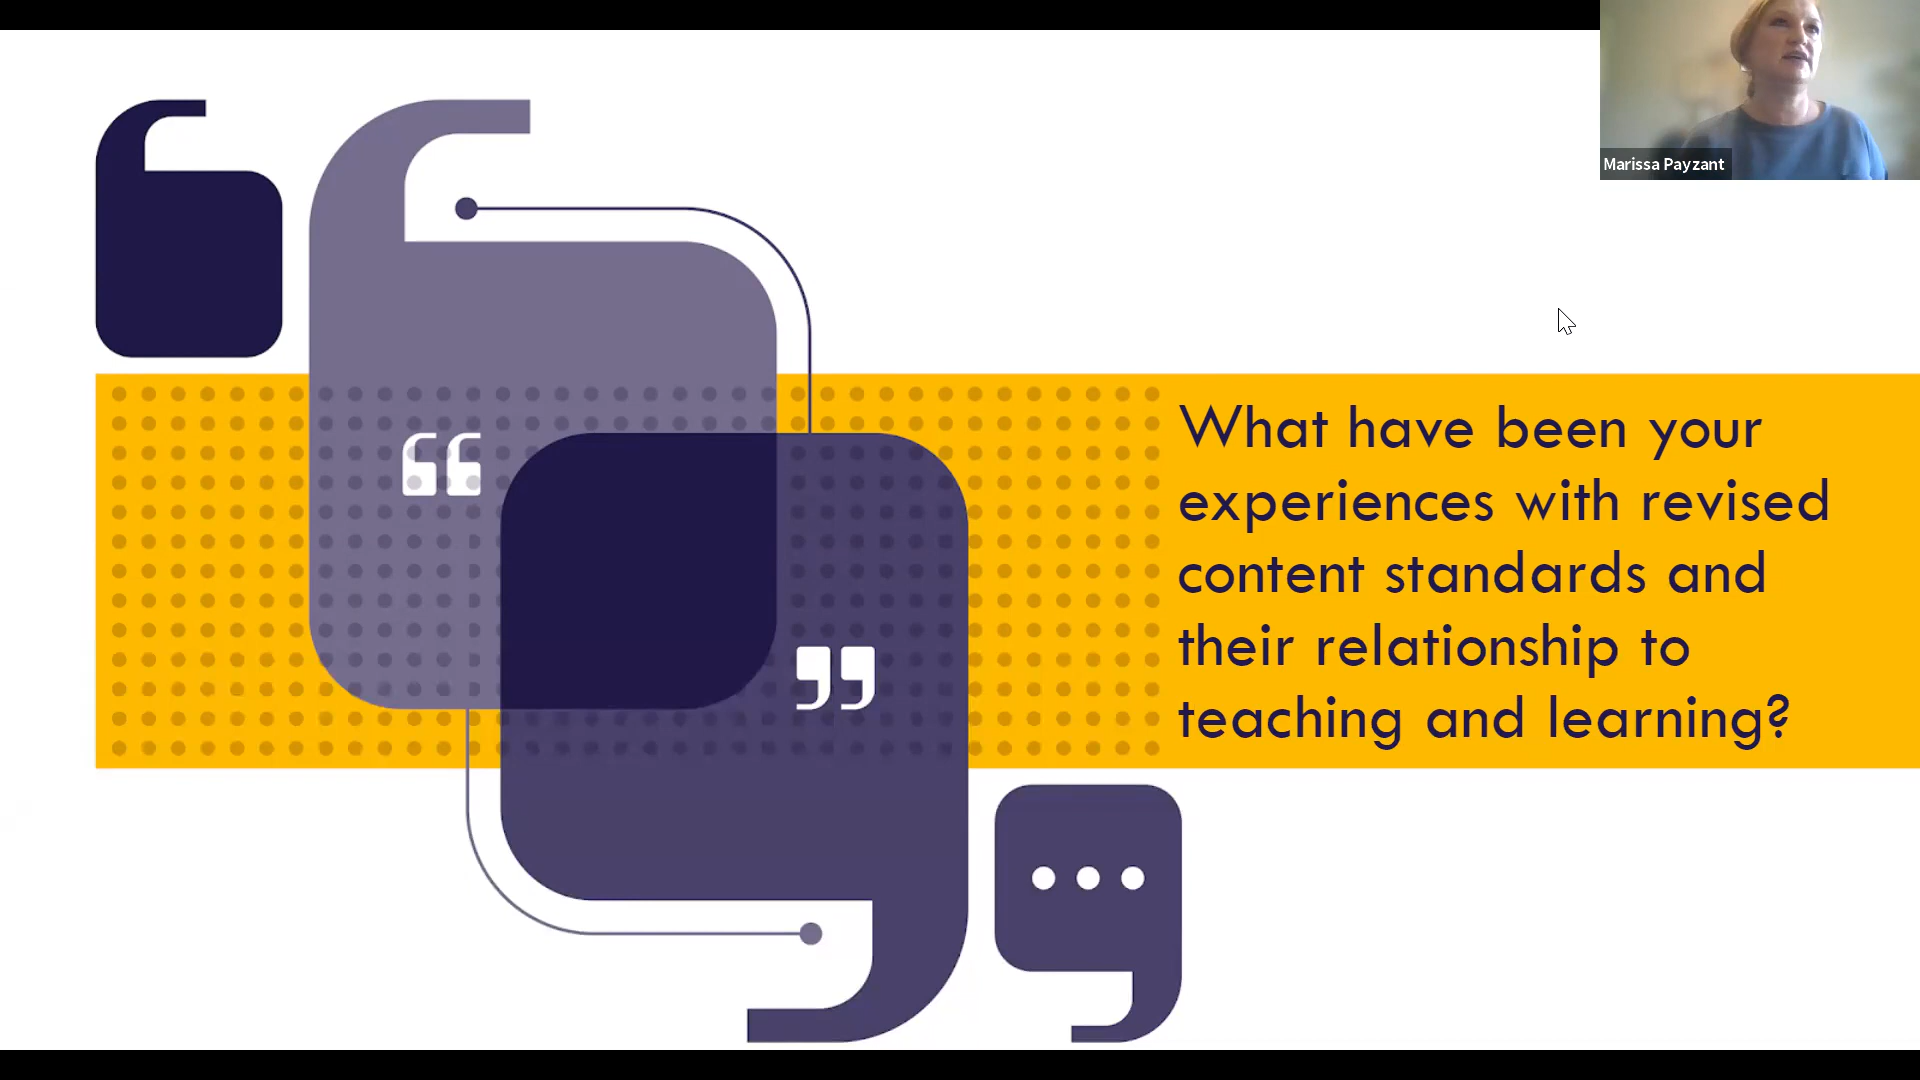 Marissa Payzant
“
What have been your
experiences with revised
content standards and
their relationship to
teaching and learning?
”